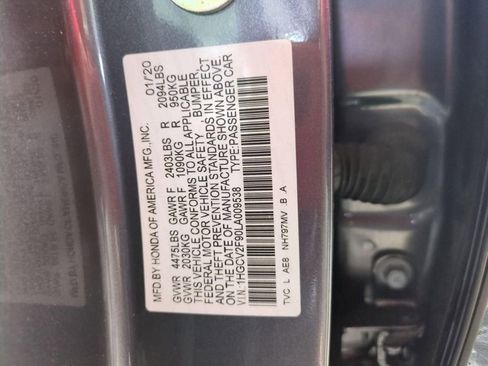 MFD.BY HONDA OF AMERICA MFG.,INC. 01/20
GVWR 4475LBS GAWR F 2403LBS R 2094LBS
GVWR 2030KG GAWR F 1090KG R 950KG
THIS VEHICLE CONFORMS TO ALL APPLICABLE
FEDERAL MOTOR VEHICLE SAFETY , BUMPER,
AND THEFT PREVENTION STANDARDS IN EFFECT
ON THE DATE OF MANUFACTURE SHOWN ABOVE.
V.I.N:1HGCV2F90LA009538 TYPE:PASSENGER CAR
TVC L AE8 NH797MV B A